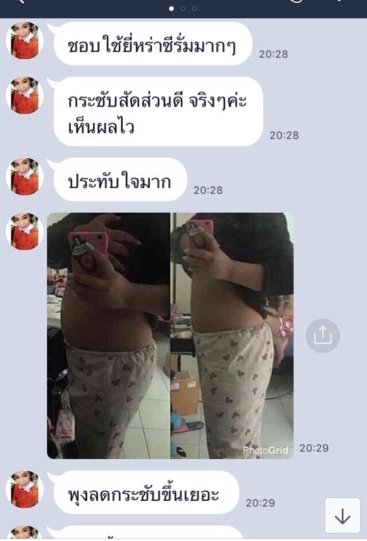 ชอบใช้ยี่หร่าซีรั่มมากๆ
20:28
กระชับสัดส่วนดี จริงๆค่ะ
เห็นผลไว
20:28
ประทับใจมาก
20:28
PhotoGrid
20:29
พุงลดกระชับขึ้นเยอะ
20:29